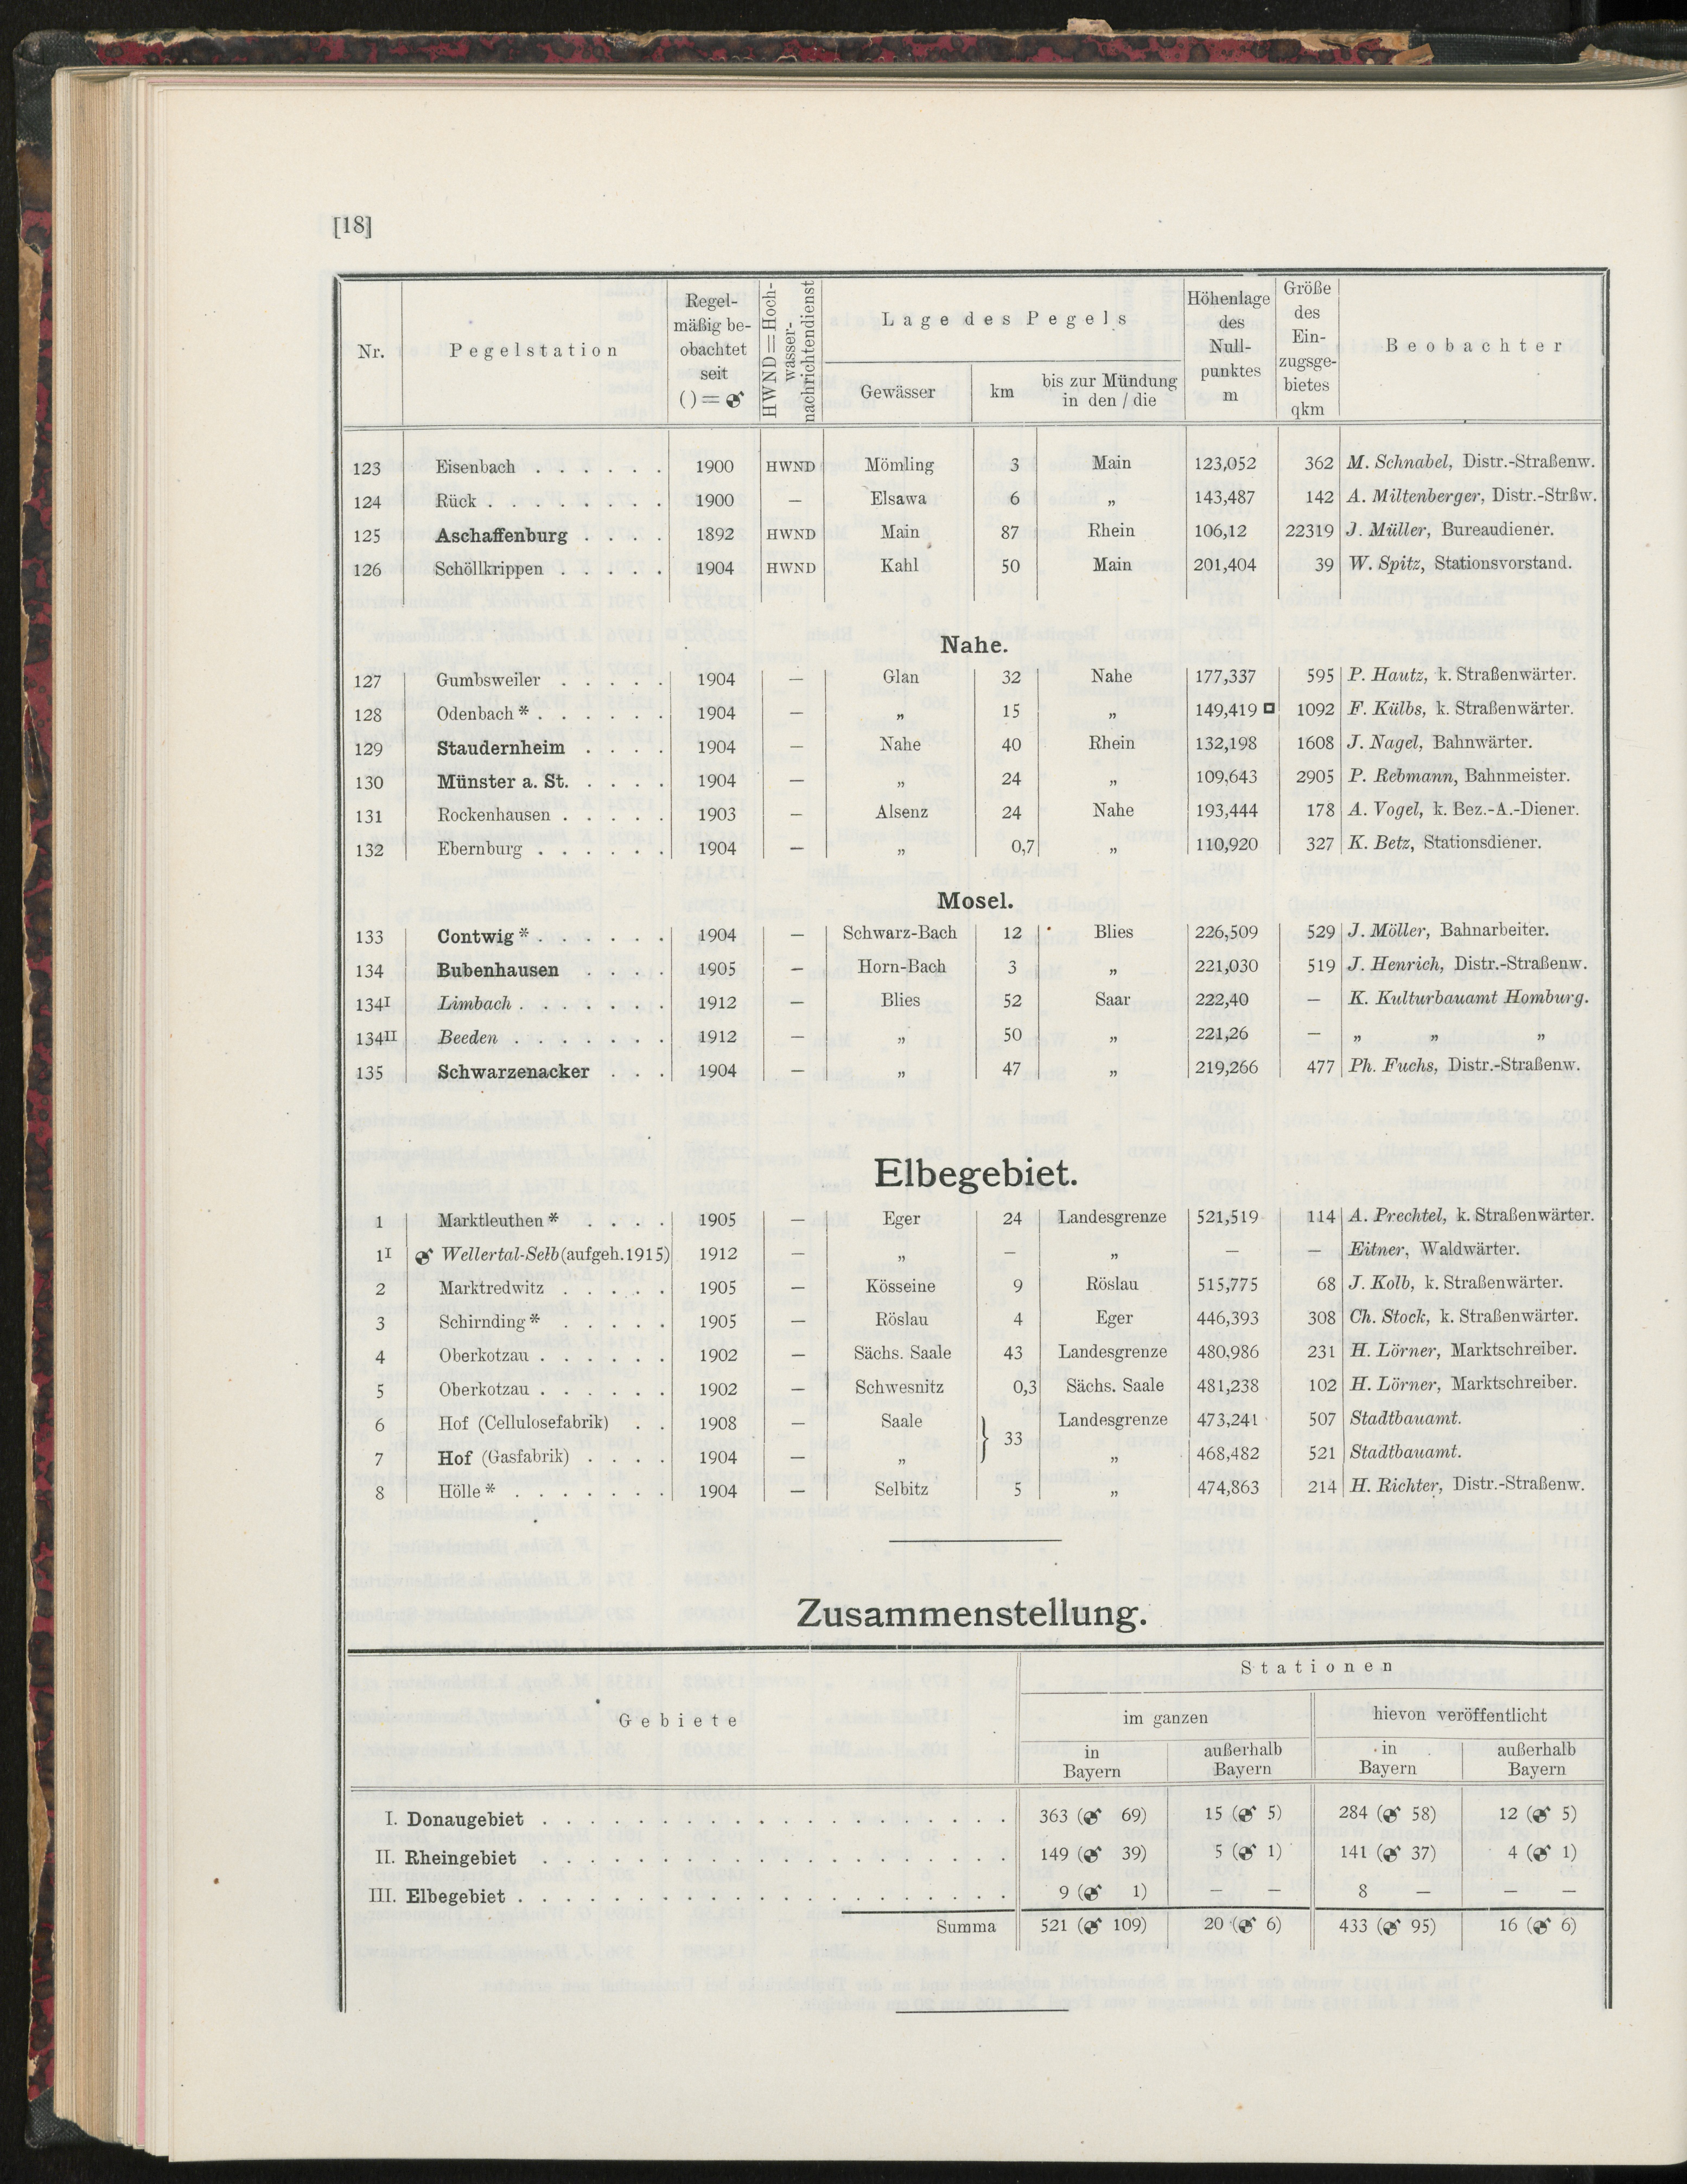 [18]
Nr. Pegelstation Regel-mäßig be-obachtet seit ()= HWND=Hoch-wasser-nachrichtendienst Lage des Pegels Höhenlage des Null-punktes m Größe des Ein-zugsge-bietes qkm Beobachter
Gewässer km bis zur Mündung in den / die
123 Eisenbach . . . . . . 1900 HWND Mömling 3 Main 123,052 362 M. Schnabel, Distr.-Straßenw.
124 Rück . . . . . . . . 1900 — Elsawa 6 „ 143,487 142 A. Miltenberger, Distr.-Strßw.
125 Aschaffenburg . . . . 1892 HWND Main 87 Rhein 106,12 22319 J. Müller, Bureaudiener.
126 Schöllkrippen . . . . . 1904 HWND Kahl 50 Main 201,404 39 W. Spitz, Stationsvorstand.
Nahe.
127 Gumbsweiler . . . . . 1904 — Glan 32 Nahe 177,337 595 P. Hautz, k. Straßenwärter.
128 Odenbach * . . . . . . 1904 — „ 15 „ 149,419 1092 F. Külbs, k. Straßenwärter.
129 Staudernheim . . . . 1904 — Nahe 40 Rhein 132,198 1608 J. Nagel, Bahnwärter.
130 Münster a. St. . . . . 1904 — „ 24 „ 109,643 2905 P. Rebmann, Bahnmeister.
131 Rockenhausen . . . . . 1903 — Alsenz 24 Nahe 193,444 178 A. Vogel, k. Bez.-A.-Diener.
132 Ebernburg . . . . . . 1904 — „ 0,7 „ 110,920 327 K. Betz, Stationsdiener.
Mosel.
133 Contwig * . . . . . . 1904 — Schwarz-Bach 12 Blies 226,509 529 J. Möller, Bahnarbeiter.
134 Bubenhausen . . . . 1905 — Horn-Bach 3 „ 221,030 519 J. Henrich, Distr.-Straßenw.
134I Limbach . . . . . . . 1912 — Blies 52 Saar 222,40 — K. Kulturbauamt Homburg.
134II Beeden . . . . . . . 1912 — „ 50 „ 221,26 — „ „ „
135 Schwarzenacker . . . 1904 — „ 47 „ 219,266 477 Ph. Fuchs, Distr.-Straßenw.
Elbegebiet.
1 Marktleuthen * . . . . 1905 — Eger 24 Landesgrenze 521,519 114 A. Prechtel, k. Straßenwärter.
1I Wellertal-Selb (aufgeh. 1915) 1912 — „ — „ — — Eitner, Waldwärter.
2 Marktredwitz . . . . . 1905 — Kösseine 9 Röslau 515,775 68 J. Kolb, k. Straßenwärter.
3 Schirnding * . . . . . 1905 — Röslau 4 Eger 446,393 308 Ch. Stock, k. Straßenwärter.
4 Oberkotzau . . . . . . 1902 — Sächs. Saale 43 Landesgrenze 480,986 231 H. Lörner, Marktschreiber.
5 Oberkotzau . . . . . . 1902 — Schwesnitz 0,3 Sächs. Saale 481,238 102 H. Lörner, Marktschreiber.
6 Hof (Cellulosefabrik) . . 1908 — Saale } 33 Landesgrenze 473,241 507 Stadtbauamt.
7 Hof (Gasfabrik) . . . . 1904 — „ „ 468,482 521 Stadtbauamt.
8 Hölle * . . . . . . . 1904 — Selbitz 5 „ 474,863 214 H. Richter, Distr.-Straßenw.
Zusammenstellung.
Gebiete Stationen
im ganzen hievon veröffentlicht
in Bayern außerhalb Bayern in Bayern außerhalb Bayern
I. Donaugebiet . . . . . . . . . . . . . . . . . . 363 ( 69) 15 ( 5) 284 ( 58) 12 ( 5)
II. Rheingebiet . . . . . . . . . . . . . . . . . . 149 ( 39) 5 ( 1) 141 ( 37) 4 ( 1)
III. Elbegebiet . . . . . . . . . . . . . . . . . . . 9 ( 1) — — 8 — — —
Summa 521 ( 109) 20 ( 6) 433 ( 95) 16 ( 6)